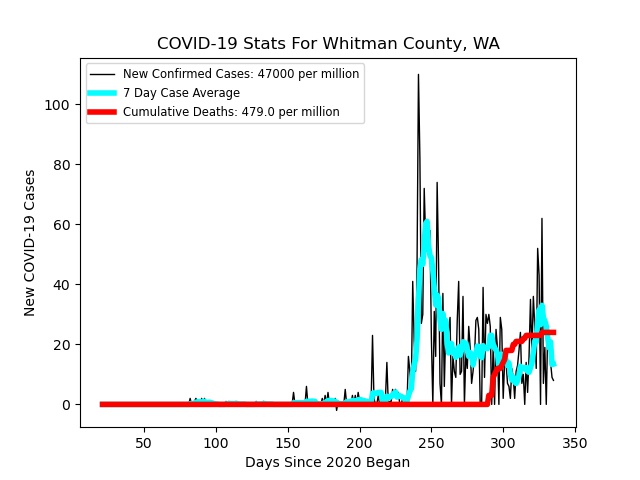 COVID-19 Stats For Whitman County, WA
New Confirmed Cases: 47000 per million
7 Day Case Average
Cumulative Deaths: 479.0 per million
New COVID-19 Cases
100
80
60
40
20
0
50 100 150 200 250 300 350
Days Since 2020 Began